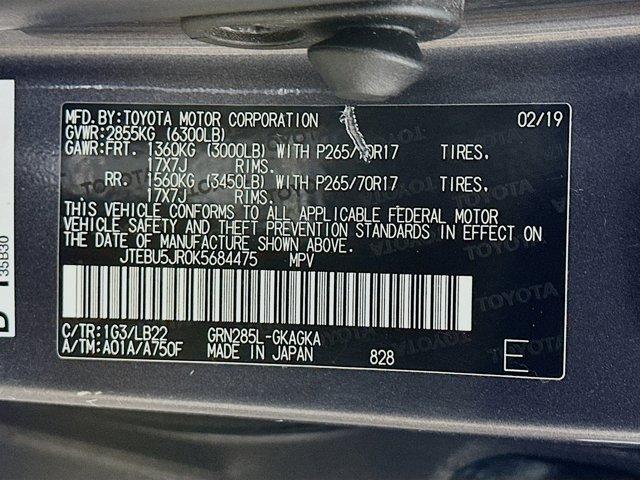 MFD.BY:TOYOTA MOTOR CORPORATION 02/19
GVWR:2855KG (6300LB)
GAWR:FRT. 1360KG (3000LB) WITH P265/70R17 TIRES,
17X7J RIMS.
RR. 1560KG (3450LB) WITH P265/70R17 TIRES,
17X7J RIMS.
THIS VEHICLE CONFORMS TO ALL APPLICABLE FEDERAL MOTOR
VEHICLE SAFETY AND THEFT PREVENTION STANDARDS IN EFFECT ON
THE DATE OF MANUFACTURE SHOWN ABOVE.
JTEBU5JR0K5684475 MPV
C/TR:1G3/LB22 GRN285L-GKAGKA
A/TM:A01A/A750F MADE IN JAPAN 828
E
TOYOTA
35B30